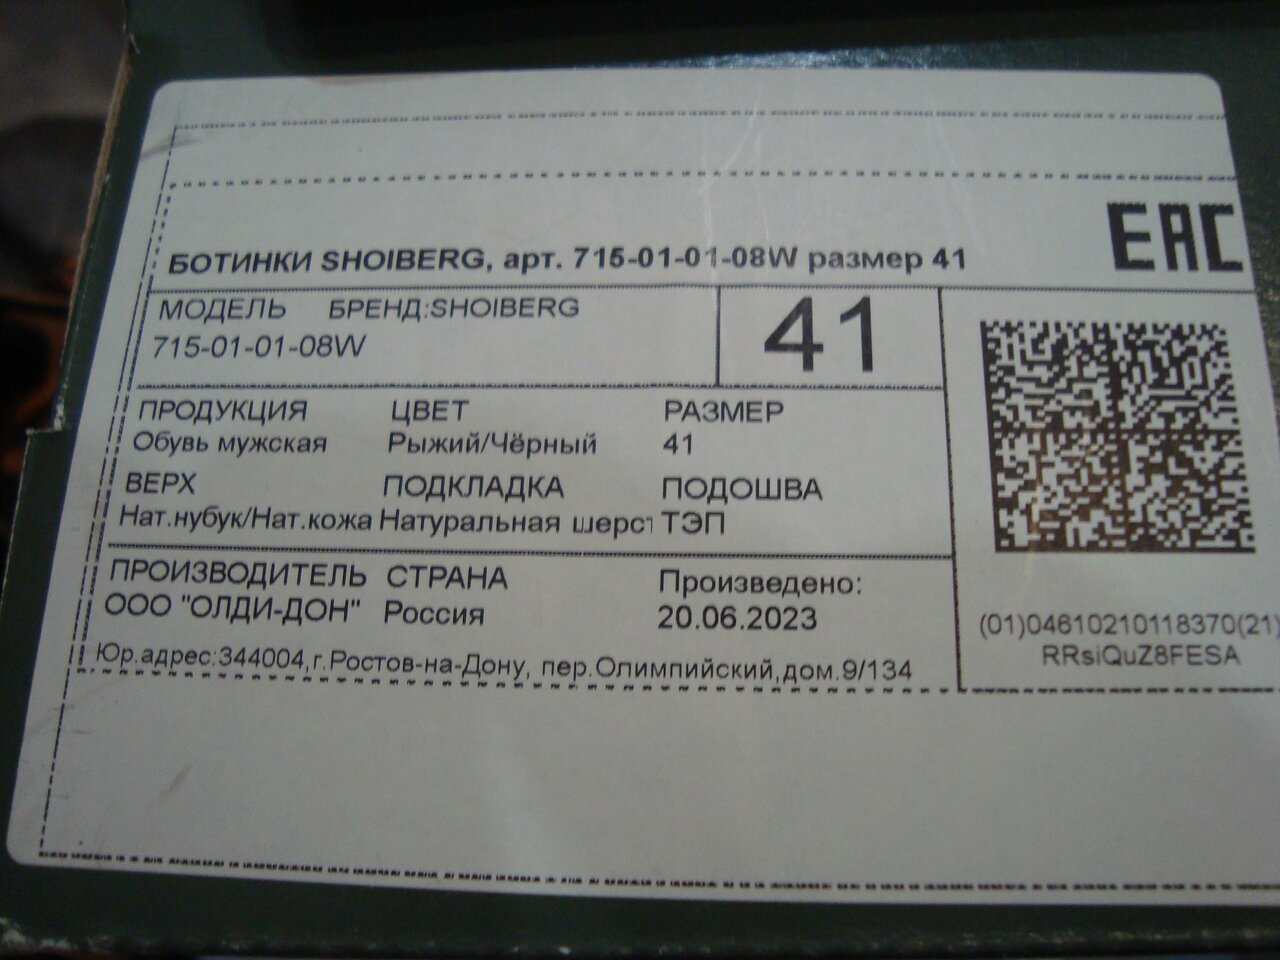 EAC
БОТИНКИ SHOIBERG, арт. 715-01-01-08W размер 41
МОДЕЛЬ БРЕНД:SHOIBERG
715-01-01-08W
41
ПРОДУКЦИЯ ЦВЕТ РАЗМЕР
Обувь мужская Рыжий/Чёрный 41
ВЕРХ ПОДКЛАДКА ПОДОШВА
Нат.нубук/Нат.кожа Натуральная шерст ТЭП
ПРОИЗВОДИТЕЛЬ СТРАНА Произведено:
ООО "ОЛДИ-ДОН" Россия 20.06.2023
Юр.адрес:344004,г.Ростов-на-Дону, пер.Олимпийский,дом.9/134
(01)04610210118370(21)
RRsiQuZ8FESA